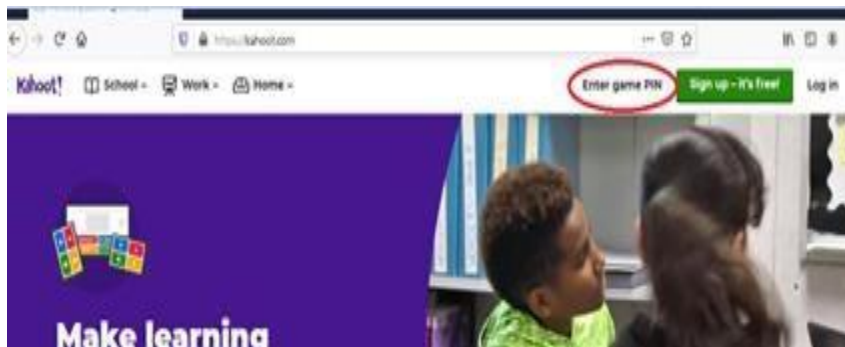 https://kahoot.com
Kahoot! School Work Home Enter game PIN Sign up - it's free! Log in
Make learning